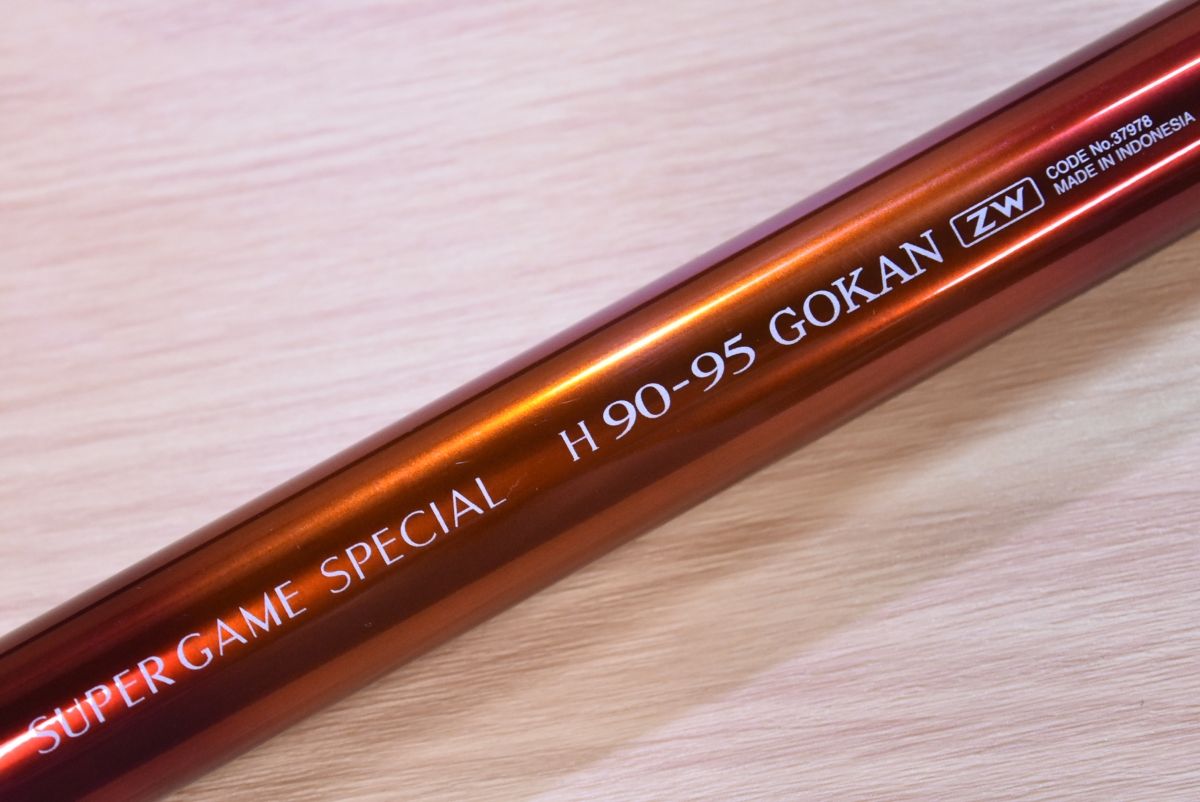 SUPER GAME SPECIAL H 90-95 GOKAN ZW
CODE No.37978
MADE IN INDONESIA